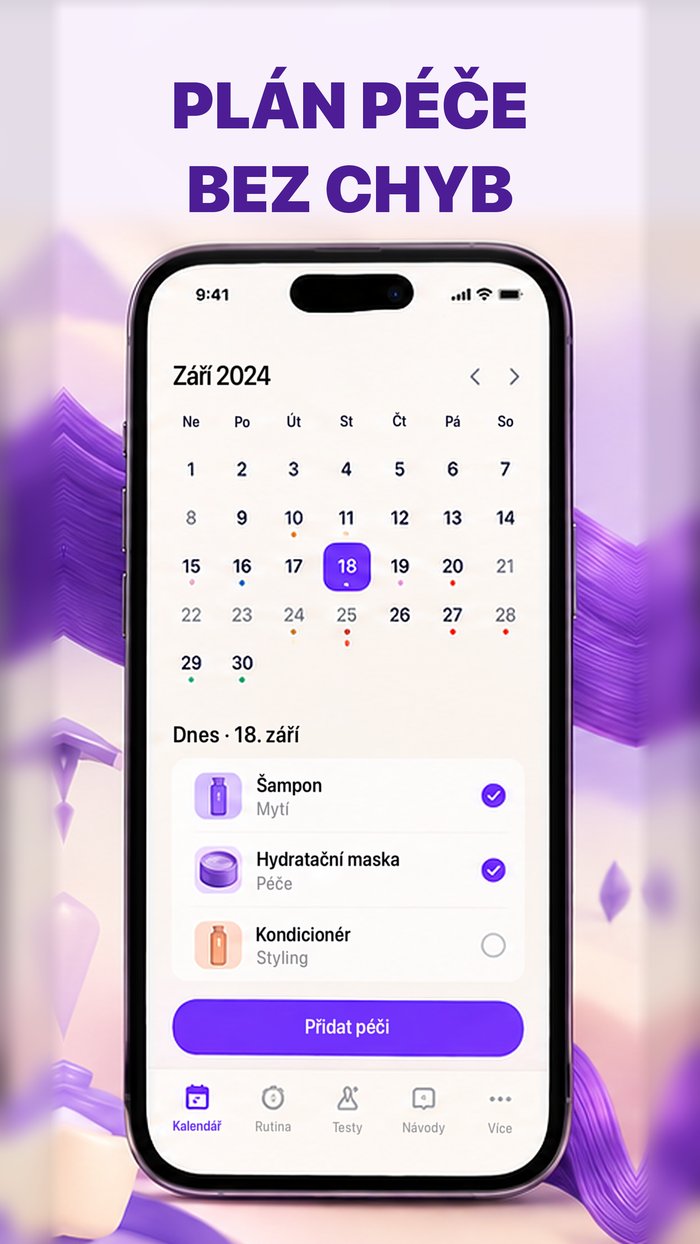 PLÁN PÉČE
BEZ CHYB
9:41
Září 2024
Ne Po Út St Čt Pá So
1 2 3 4 5 6 7
8 9 10 11 12 13 14
15 16 17 18 19 20 21
22 23 24 25 26 27 28
29 30
Dnes · 18. září
Šampon
Mytí
Hydratační maska
Péče
Kondicionér
Styling
Přidat péči
Kalendář Rutina Testy Návody Více